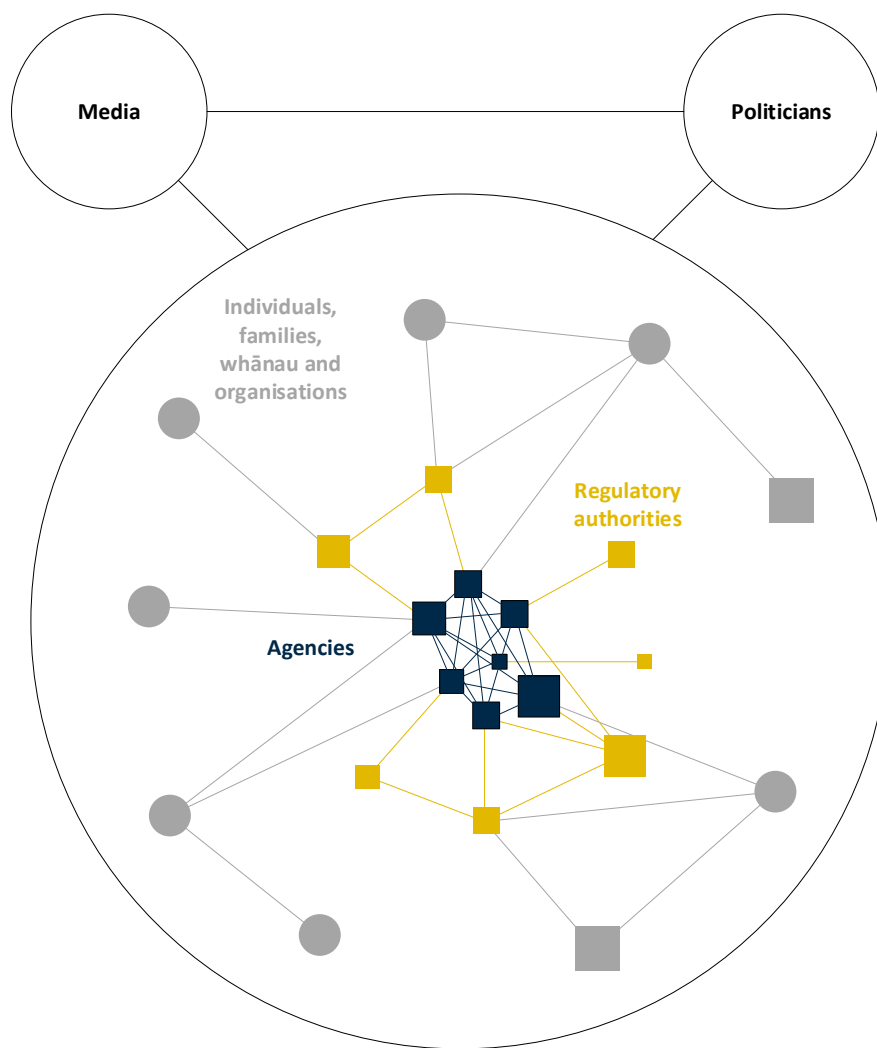 Media
Politicians
Individuals,
families,
whānau and
organisations
Regulatory
authorities
Agencies